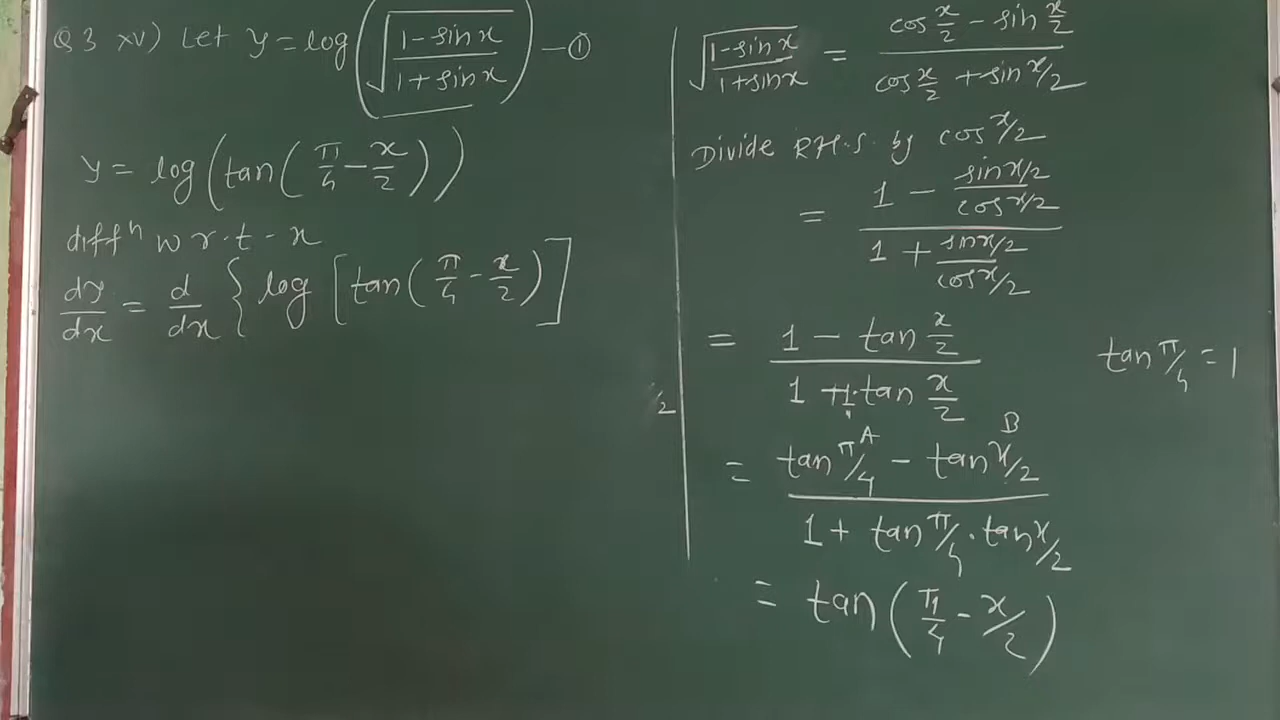 Q 3 xv) Let y = log(√((1 - sin x)/(1 + sin x))) — ①
y = log(tan(π/4 - x/2))
diffⁿ w r. t - x
dy/dx = d/dx { log [tan(π/4 - x/2)]
√((1 - sin x)/(1 + sin x)) = (cos x/2 - sin x/2)/(cos x/2 + sin x/2)
Divide R.H.S. by cos x/2
= (1 - (sin x/2)/(cos x/2))/(1 + (sin x/2)/(cos x/2))
= (1 - tan x/2)/(1 + 1·tan x/2)
tan π/4 = 1
A B
= (tan π/4 - tan x/2)/(1 + tan π/4 · tan x/2)
= tan(π/4 - x/2)